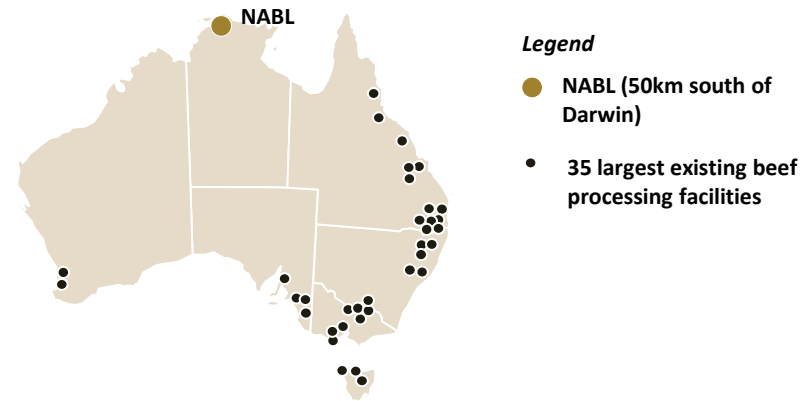 NABL
Legend
NABL (50km south of
Darwin)
35 largest existing beef
processing facilities